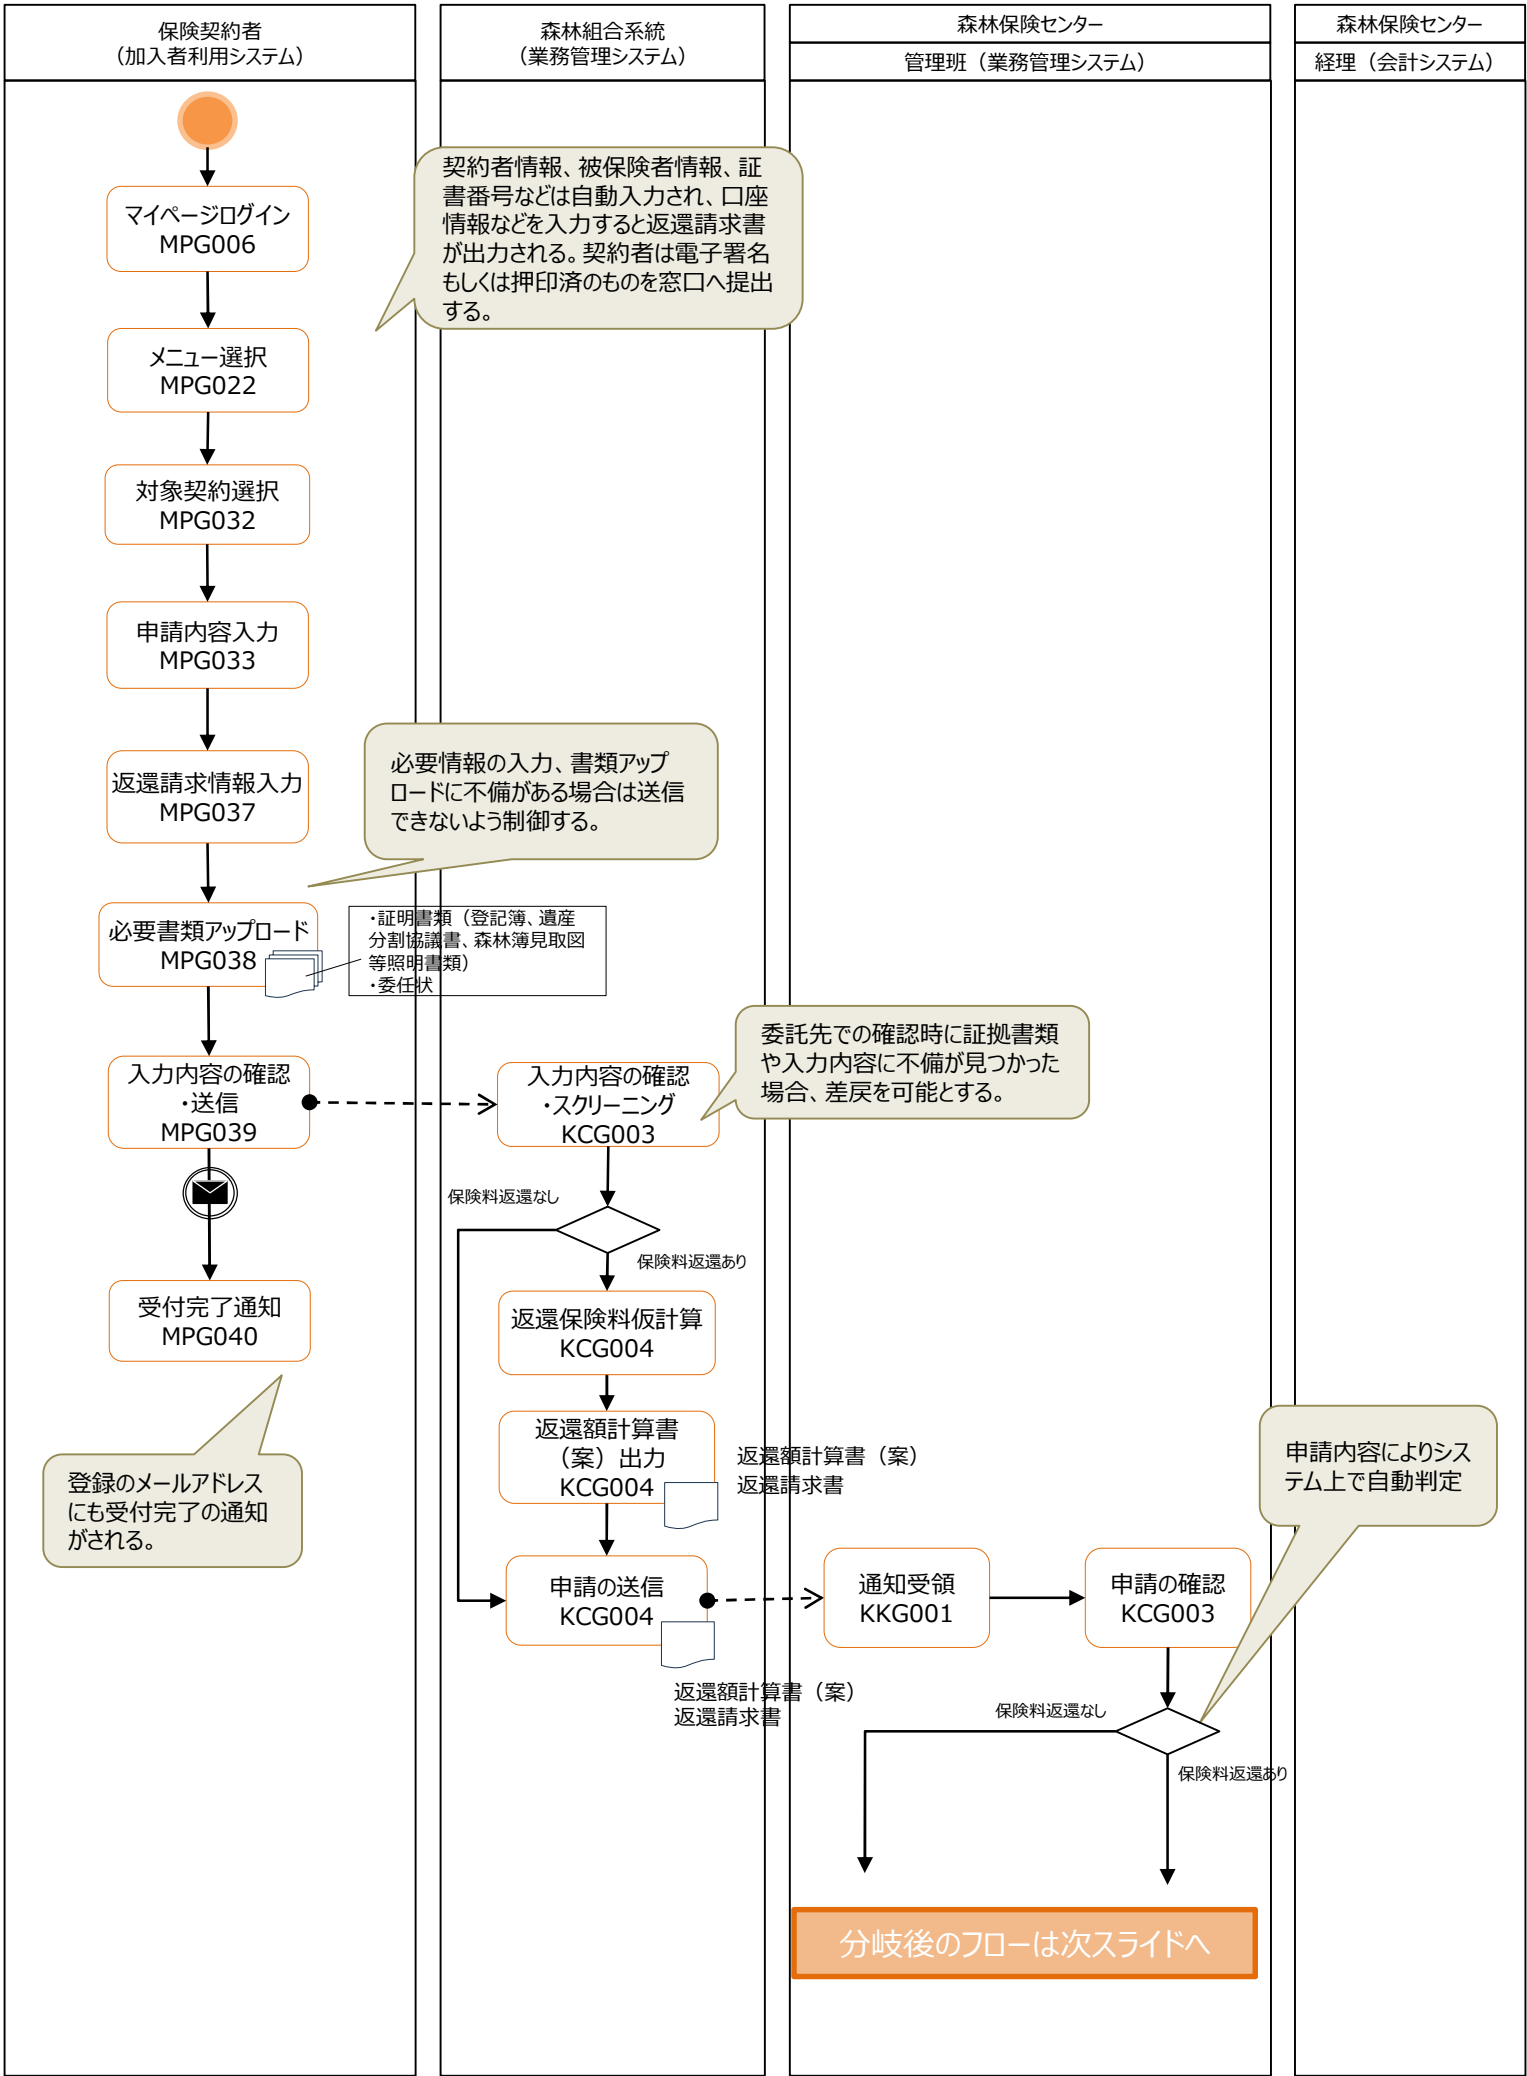 保険契約者
（加入者利用システム）
森林組合系統
（業務管理システム）
森林保険センター
管理班（業務管理システム）
森林保険センター
経理（会計システム）
マイページログイン
MPG006
契約者情報、被保険者情報、証
書番号などは自動入力され、口座
情報などを入力すると返還請求書
が出力される。契約者は電子署名
もしくは押印済のものを窓口へ提出
する。
メニュー選択
MPG022
対象契約選択
MPG032
申請内容入力
MPG033
返還請求情報入力
MPG037
必要情報の入力、書類アップ
ロードに不備がある場合は送信
できないよう制御する。
必要書類アップロード
MPG038
・証明書類（登記簿、遺産
分割協議書、森林簿見取図
等照明書類）
・委任状
入力内容の確認
・送信
MPG039
入力内容の確認
・スクリーニング
KCG003
委託先での確認時に証拠書類
や入力内容に不備が見つかった
場合、差戻を可能とする。
保険料返還なし
保険料返還あり
受付完了通知
MPG040
返還保険料仮計算
KCG004
登録のメールアドレス
にも受付完了の通知
がされる。
返還額計算書
（案）出力
KCG004
返還額計算書（案）
返還請求書
申請の送信
KCG004
返還額計算書（案）
返還請求書
通知受領
KKG001
申請の確認
KCG003
申請内容によりシス
テム上で自動判定
保険料返還なし
保険料返還あり
分岐後のフローは次スライドへ